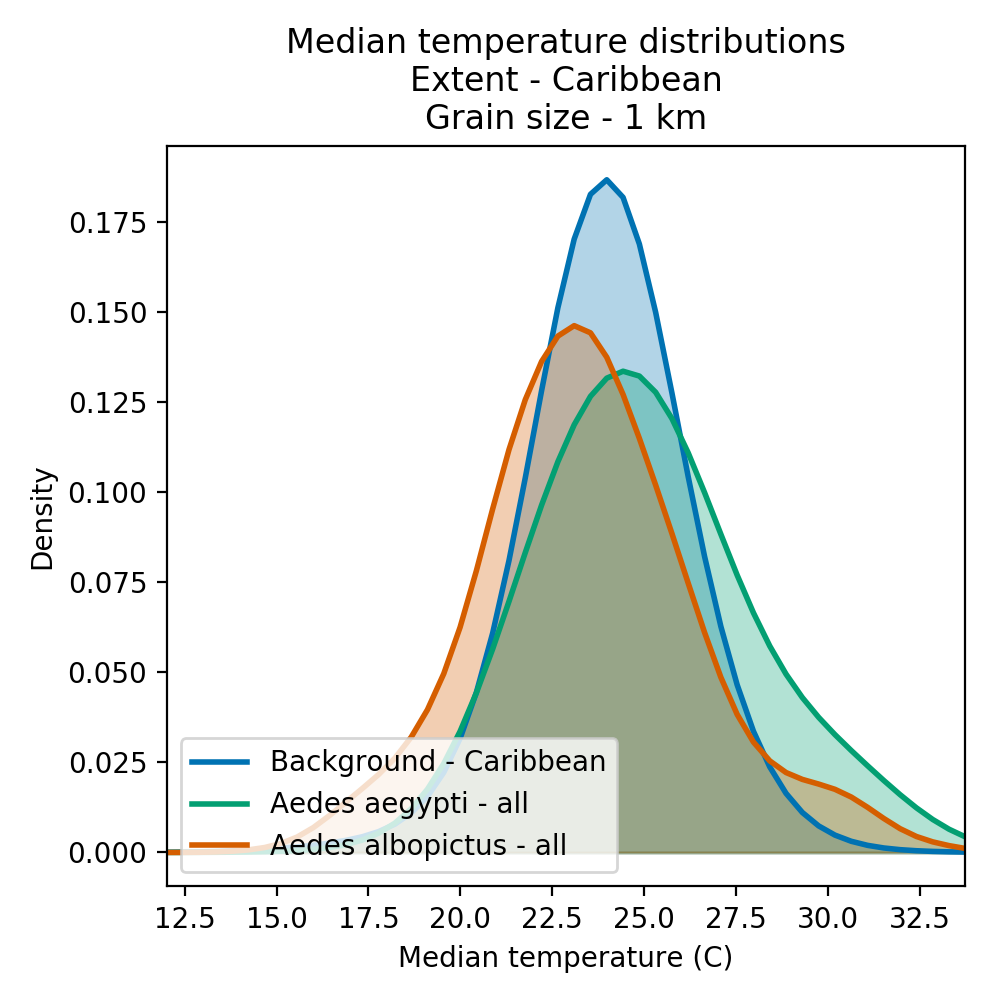 Median temperature distributions
Extent - Caribbean
Grain size - 1 km
0.175
0.150
0.125
0.100
0.075
0.050
0.025
0.000
Density
Background - Caribbean
Aedes aegypti - all
Aedes albopictus - all
12.5 15.0 17.5 20.0 22.5 25.0 27.5 30.0 32.5
Median temperature (C)